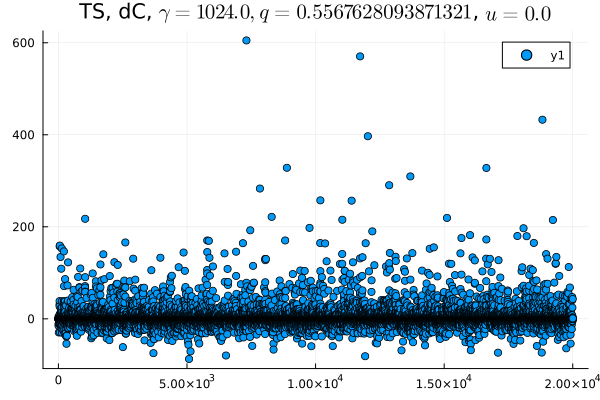 TS, dC, γ = 1024.0, q = 0.5567628093871321, u = 0.0
y1
600
400
200
0
0 5.00×10³ 1.00×10⁴ 1.50×10⁴ 2.00×10⁴